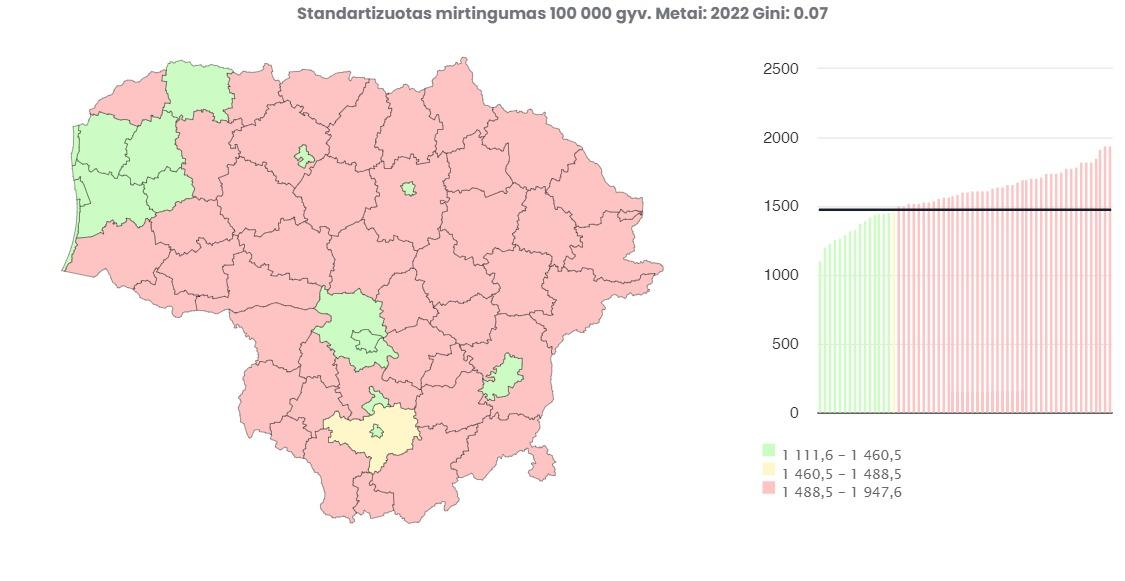 Standartizuotas mirtingumas 100 000 gyv. Metai: 2022 Gini: 0.07
2500
2000
1500
1000
500
0
1 111,6 – 1 460,5
1 460,5 – 1 488,5
1 488,5 – 1 947,6